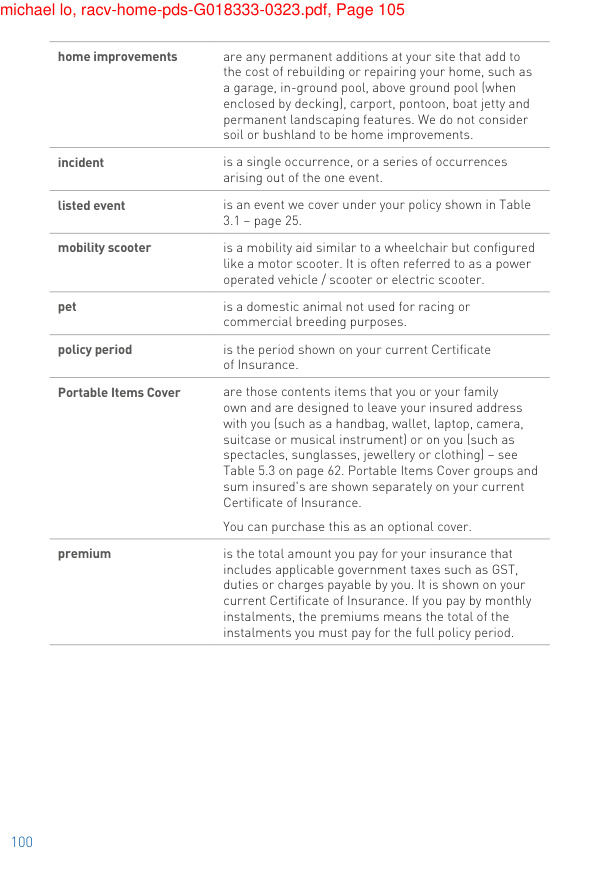 michael lo, racv-home-pds-G018333-0323.pdf, Page 105
home improvements
are any permanent additions at your site that add to
the cost of rebuilding or repairing your home, such as
a garage, in-ground pool, above ground pool (when
enclosed by decking), carport, pontoon, boat jetty and
permanent landscaping features. We do not consider
soil or bushland to be home improvements.
incident
is a single occurrence, or a series of occurrences
arising out of the one event.
listed event
is an event we cover under your policy shown in Table
3.1 – page 25.
mobility scooter
is a mobility aid similar to a wheelchair but configured
like a motor scooter. It is often referred to as a power
operated vehicle / scooter or electric scooter.
pet
is a domestic animal not used for racing or
commercial breeding purposes.
policy period
is the period shown on your current Certificate
of Insurance.
Portable Items Cover
are those contents items that you or your family
own and are designed to leave your insured address
with you (such as a handbag, wallet, laptop, camera,
suitcase or musical instrument) or on you (such as
spectacles, sunglasses, jewellery or clothing) – see
Table 5.3 on page 62. Portable Items Cover groups and
sum insured's are shown separately on your current
Certificate of Insurance.
You can purchase this as an optional cover.
premium
is the total amount you pay for your insurance that
includes applicable government taxes such as GST,
duties or charges payable by you. It is shown on your
current Certificate of Insurance. If you pay by monthly
instalments, the premiums means the total of the
instalments you must pay for the full policy period.
100